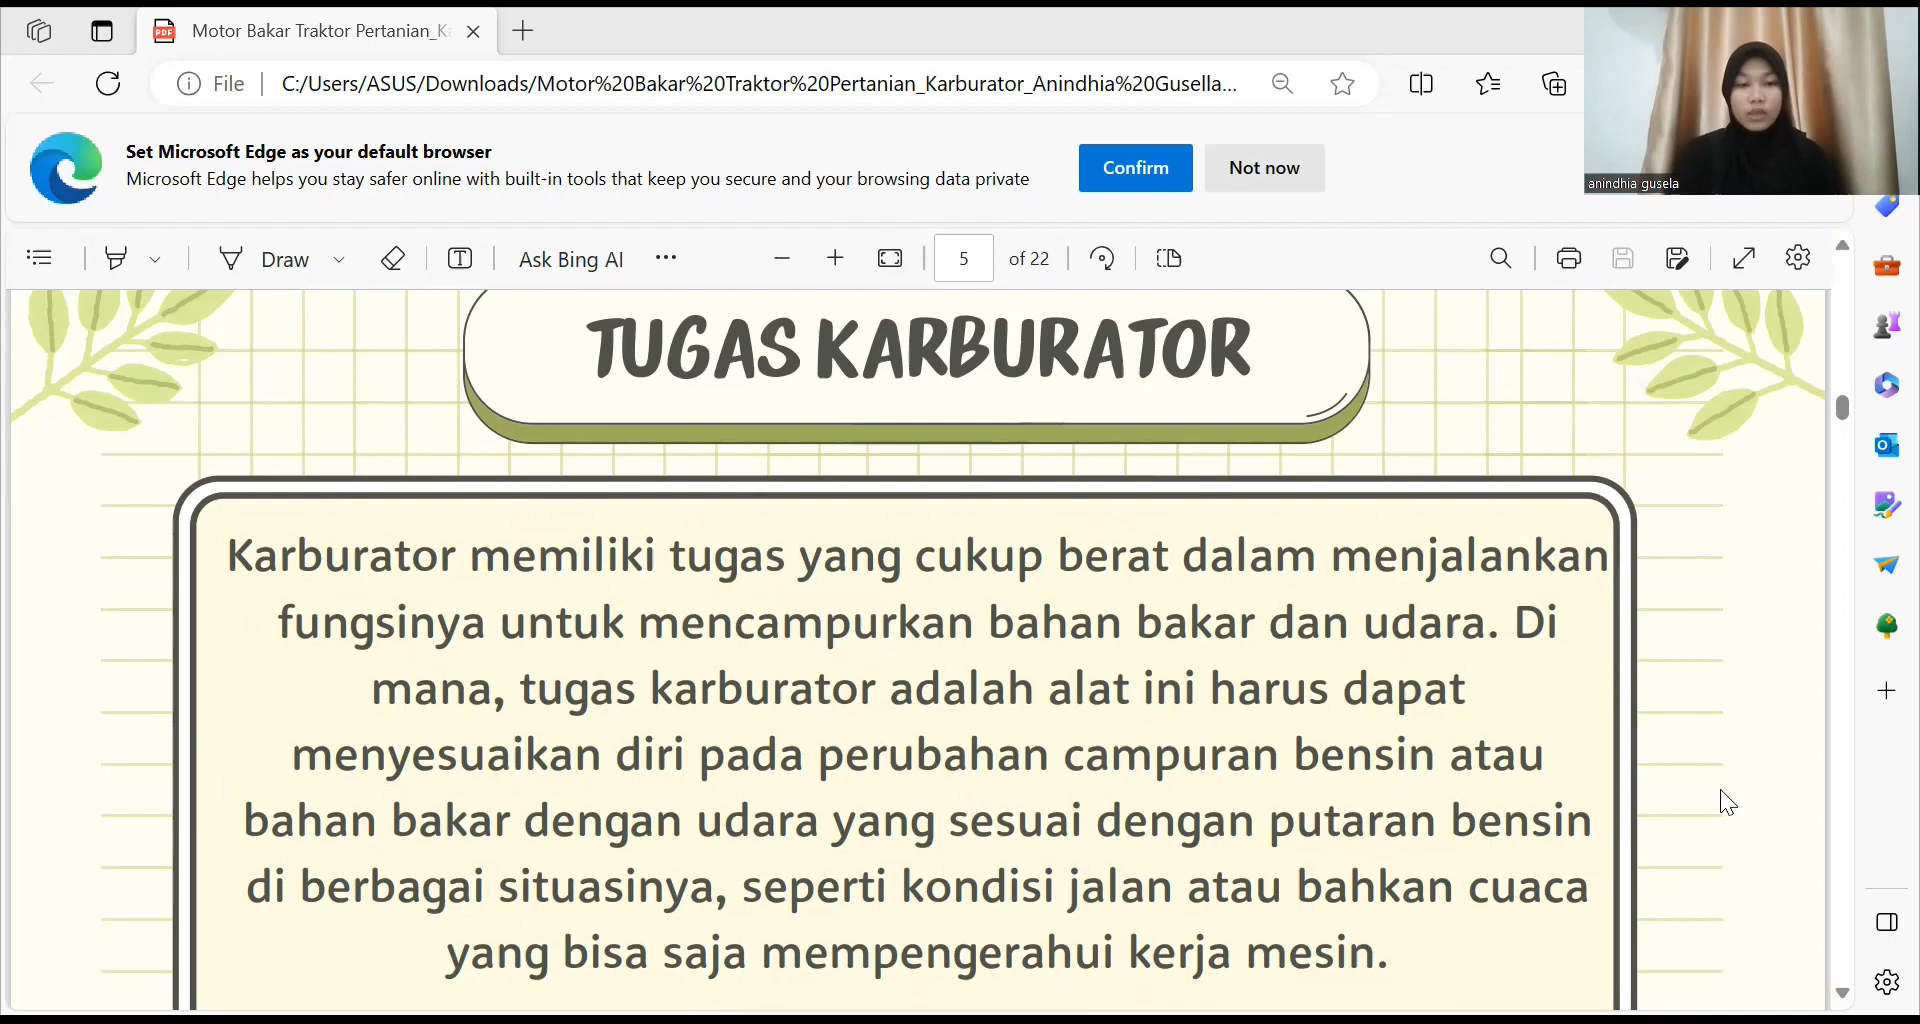 Motor Bakar Traktor Pertanian_Ka
File
C:/Users/ASUS/Downloads/Motor%20Bakar%20Traktor%20Pertanian_Karburator_Anindhia%20Gusella...
Set Microsoft Edge as your default browser
Microsoft Edge helps you stay safer online with built-in tools that keep you secure and your browsing data private
Confirm
Not now
anindhia gusela
Draw
Ask Bing AI
5
of 22
TUGAS KARBURATOR
Karburator memiliki tugas yang cukup berat dalam menjalankan
fungsinya untuk mencampurkan bahan bakar dan udara. Di
mana, tugas karburator adalah alat ini harus dapat
menyesuaikan diri pada perubahan campuran bensin atau
bahan bakar dengan udara yang sesuai dengan putaran bensin
di berbagai situasinya, seperti kondisi jalan atau bahkan cuaca
yang bisa saja mempengerahui kerja mesin.